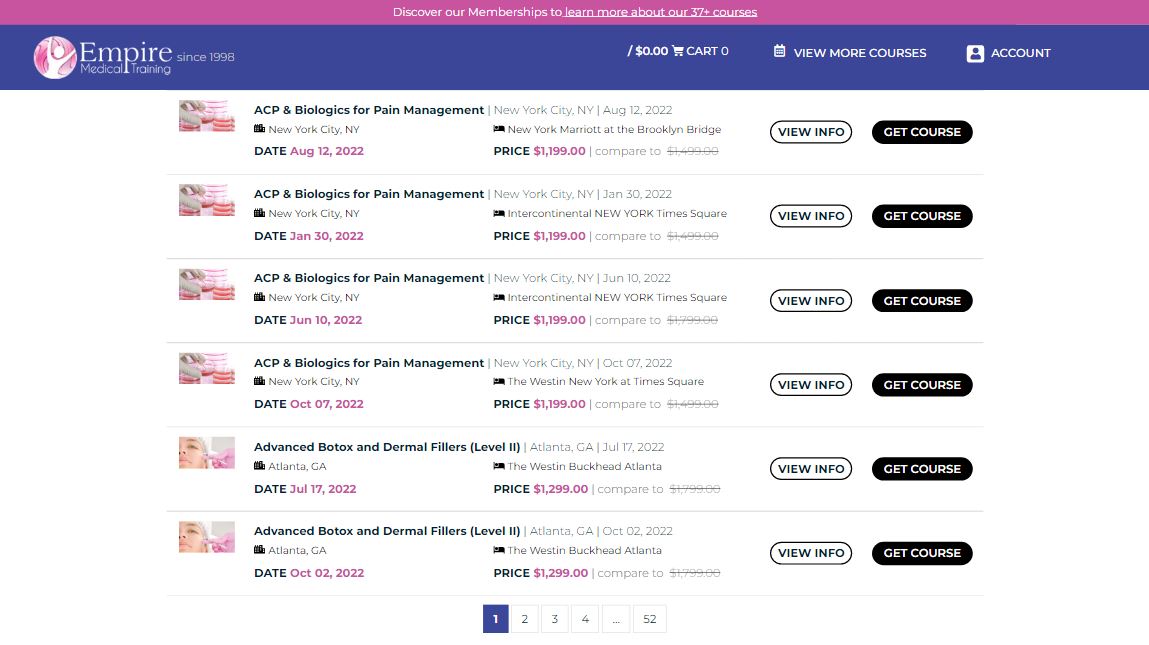 Discover our Memberships to learn more about our 37+ courses
Empire Medical Training since 1998
/ $0.00 CART 0
VIEW MORE COURSES
ACCOUNT
ACP & Biologics for Pain Management | New York City, NY | Aug 12, 2022
New York City, NY New York Marriott at the Brooklyn Bridge
DATE Aug 12, 2022 PRICE $1,199.00 | compare to $1,499.00
VIEW INFO GET COURSE
ACP & Biologics for Pain Management | New York City, NY | Jan 30, 2022
New York City, NY Intercontinental NEW YORK Times Square
DATE Jan 30, 2022 PRICE $1,199.00 | compare to $1,499.00
VIEW INFO GET COURSE
ACP & Biologics for Pain Management | New York City, NY | Jun 10, 2022
New York City, NY Intercontinental NEW YORK Times Square
DATE Jun 10, 2022 PRICE $1,199.00 | compare to $1,799.00
VIEW INFO GET COURSE
ACP & Biologics for Pain Management | New York City, NY | Oct 07, 2022
New York City, NY The Westin New York at Times Square
DATE Oct 07, 2022 PRICE $1,199.00 | compare to $1,499.00
VIEW INFO GET COURSE
Advanced Botox and Dermal Fillers (Level II) | Atlanta, GA | Jul 17, 2022
Atlanta, GA The Westin Buckhead Atlanta
DATE Jul 17, 2022 PRICE $1,299.00 | compare to $1,799.00
VIEW INFO GET COURSE
Advanced Botox and Dermal Fillers (Level II) | Atlanta, GA | Oct 02, 2022
Atlanta, GA The Westin Buckhead Atlanta
DATE Oct 02, 2022 PRICE $1,299.00 | compare to $1,799.00
VIEW INFO GET COURSE
1 2 3 4 ... 52